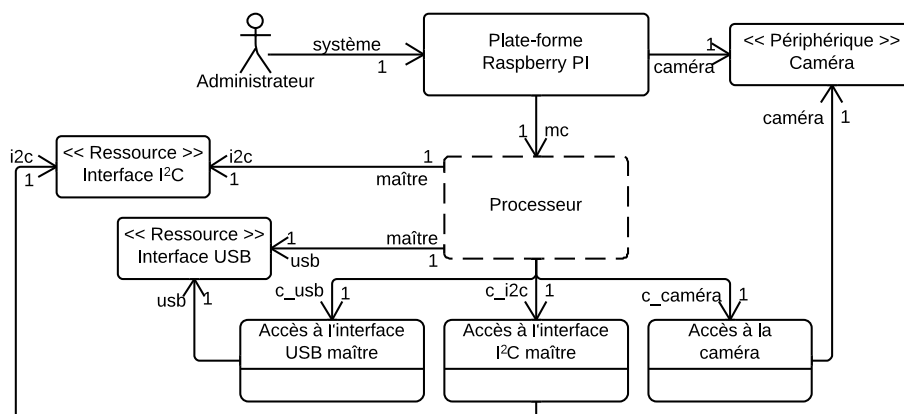 système
1
Administrateur
Plate-forme
Raspberry PI
1
caméra
<< Périphérique >>
Caméra
caméra
1
1
mc
i2c
1
<< Ressource >>
Interface I²C
i2c
1
1
maître
Processeur
<< Ressource >>
Interface USB
1
usb
maître
1
usb
1
c_usb
1
c_i2c
1
c_caméra
1
Accès à l'interface
USB maître
Accès à l'interface
I²C maître
Accès à la
caméra